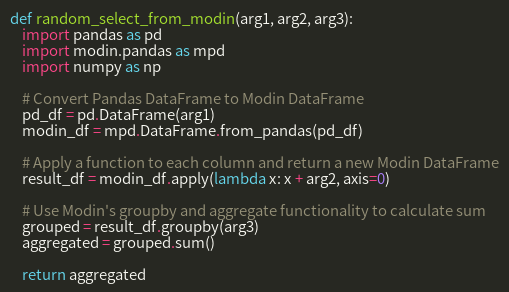 def random_select_from_modin(arg1, arg2, arg3):
    import pandas as pd
    import modin.pandas as mpd
    import numpy as np

    # Convert Pandas DataFrame to Modin DataFrame
    pd_df = pd.DataFrame(arg1)
    modin_df = mpd.DataFrame.from_pandas(pd_df)

    # Apply a function to each column and return a new Modin DataFrame
    result_df = modin_df.apply(lambda x: x + arg2, axis=0)

    # Use Modin's groupby and aggregate functionality to calculate sum
    grouped = result_df.groupby(arg3)
    aggregated = grouped.sum()

    return aggregated